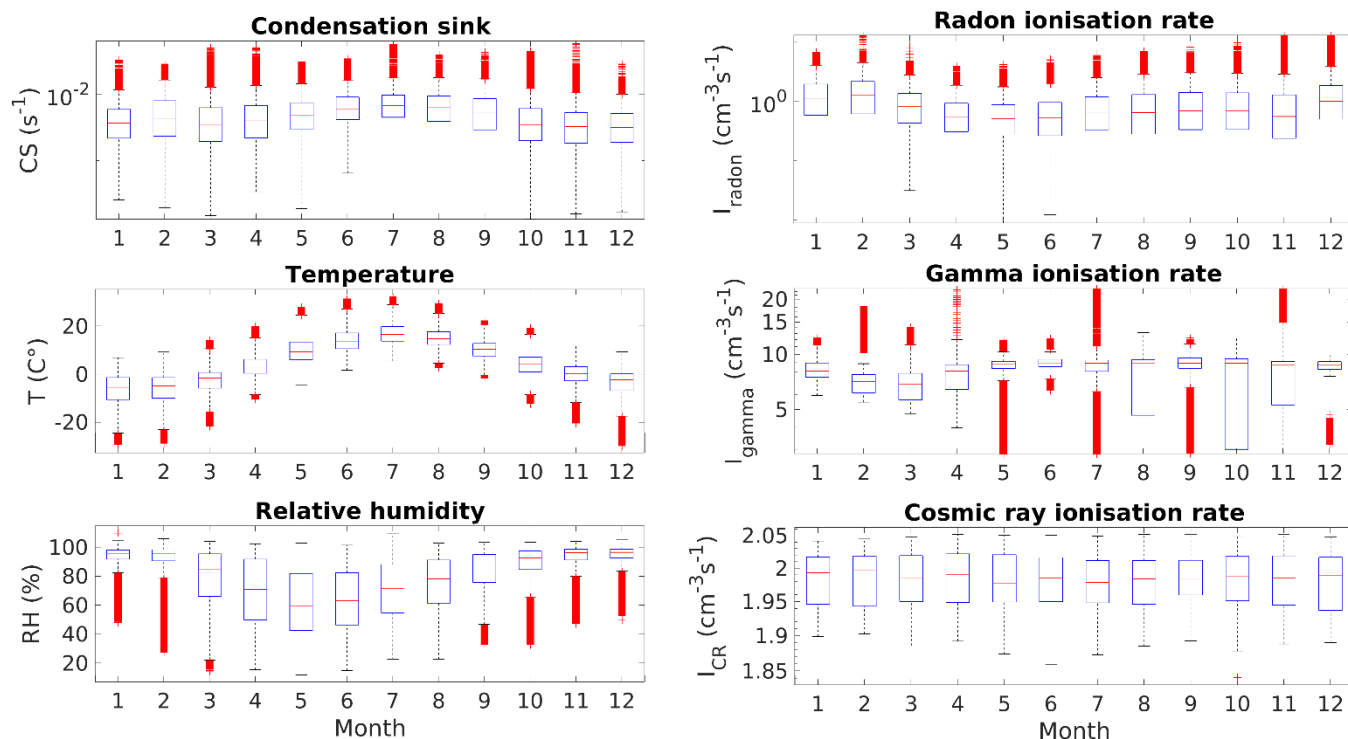 Condensation sink
CS (s⁻¹)
10⁻²
1 2 3 4 5 6 7 8 9 10 11 12
Temperature
T (C°)
20
0
-20
1 2 3 4 5 6 7 8 9 10 11 12
Relative humidity
RH (%)
100
80
60
40
20
1 2 3 4 5 6 7 8 9 10 11 12
Month
Radon ionisation rate
I_radon (cm⁻³s⁻¹)
10⁰
1 2 3 4 5 6 7 8 9 10 11 12
Gamma ionisation rate
I_gamma (cm⁻³s⁻¹)
20
15
10
5
1 2 3 4 5 6 7 8 9 10 11 12
Cosmic ray ionisation rate
I_CR (cm⁻³s⁻¹)
2.05
2
1.95
1.9
1.85
1 2 3 4 5 6 7 8 9 10 11 12
Month